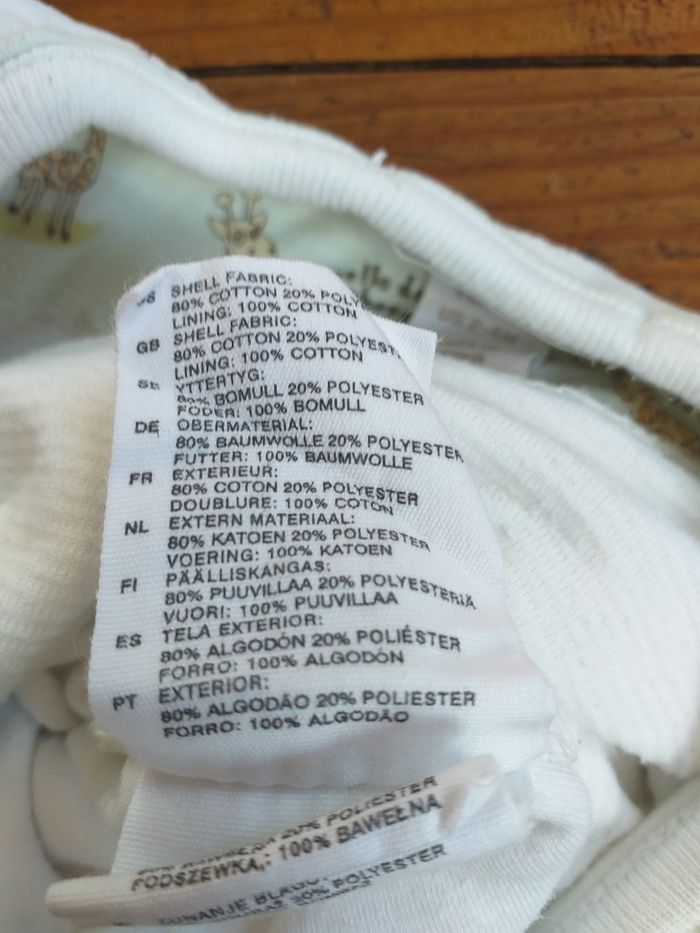 US SHELL FABRIC:
80% COTTON 20% POLY
LINING: 100% COTTON
GB SHELL FABRIC:
80% COTTON 20% POLYEST
LINING: 100% COTTON
SE YTTERTYG:
80% BOMULL 20% POLYESTER
FODER: 100% BOMULL
DE OBERMATERIAL:
80% BAUMWOLLE 20% POLYESTER
FUTTER: 100% BAUMWOLLE
FR EXTERIEUR:
80% COTON 20% POLYESTER
DOUBLURE: 100% COTON
NL EXTERN MATERIAAL:
80% KATOEN 20% POLYESTER
VOERING: 100% KATOEN
FI PÄÄLLISKANGAS:
80% PUUVILLAA 20% POLYESTERIÄ
VUORI: 100% PUUVILLAA
ES TELA EXTERIOR:
80% ALGODÓN 20% POLIÉSTER
FORRO: 100% ALGODÓN
PT EXTERIOR:
80% ALGODÃO 20% POLIESTER
FORRO: 100% ALGODÃO
20% POLIESTER
PODSZEWKA,: 100% BAWEŁNA
20% POLYESTER